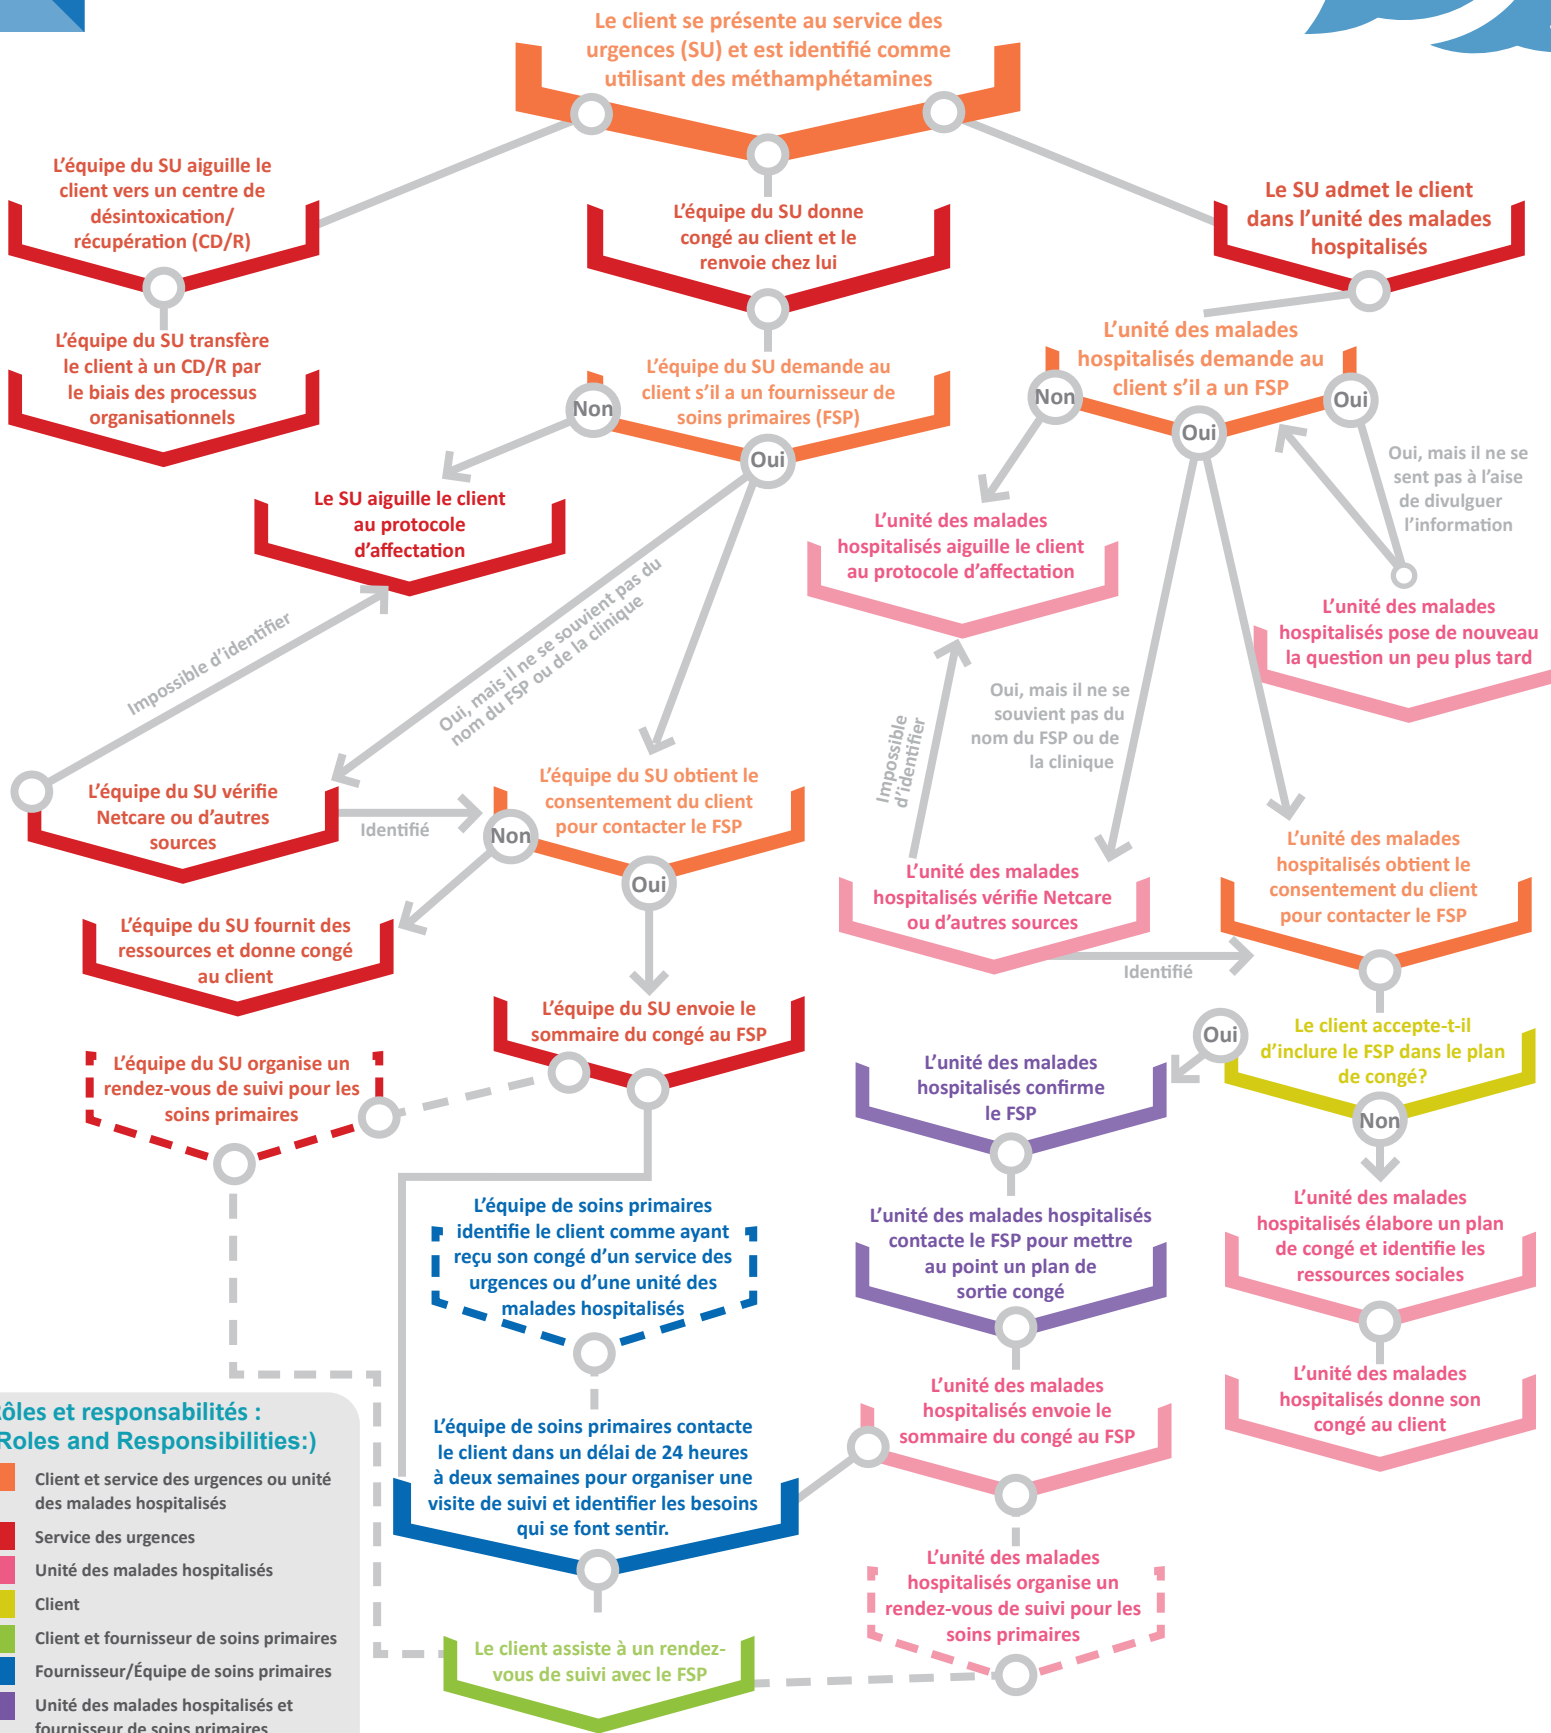 Le client se présente au service des
urgences (SU) et est identifié comme
utilisant des méthamphétamines
L'équipe du SU aiguille le
client vers un centre de
désintoxication/
récupération (CD/R)
L'équipe du SU donne
congé au client et le
renvoie chez lui
Le SU admet le client
dans l'unité des malades
hospitalisés
L'équipe du SU transfère
le client à un CD/R par
le biais des processus
organisationnels
L'équipe du SU demande au
client s'il a un fournisseur de
soins primaires (FSP)
Non
Oui
L'unité des malades
hospitalisés demande au
client s'il a un FSP
Non
Oui
Oui
Oui, mais il ne se
sent pas à l'aise
de divulguer
l'information
Le SU aiguille le client
au protocole
d'affectation
L'unité des malades
hospitalisés aiguille le client
au protocole d'affectation
L'unité des malades
hospitalisés pose de nouveau
la question un peu plus tard
Impossible d'identifier
Oui, mais il ne se souvient pas du
nom du FSP ou de la clinique
Impossible
d'identifier
Oui, mais il ne se
souvient pas du
nom du FSP ou de
la clinique
L'équipe du SU vérifie
Netcare ou d'autres
sources
Identifié
L'équipe du SU obtient le
consentement du client
pour contacter le FSP
Non
Oui
L'unité des malades
hospitalisés vérifie Netcare
ou d'autres sources
Identifié
L'unité des malades
hospitalisés obtient le
consentement du client
pour contacter le FSP
L'équipe du SU fournit des
ressources et donne congé
au client
L'équipe du SU envoie le
sommaire du congé au FSP
Oui
Le client accepte-t-il
d'inclure le FSP dans le plan
de congé?
Non
L'équipe du SU organise un
rendez-vous de suivi pour les
soins primaires
L'unité des malades
hospitalisés confirme
le FSP
L'équipe de soins primaires
identifie le client comme ayant
reçu son congé d'un service des
urgences ou d'une unité des
malades hospitalisés
L'unité des malades hospitalisés
contacte le FSP pour mettre
au point un plan de
sortie congé
L'unité des malades
hospitalisés élabore un plan
de congé et identifie les
ressources sociales
L'unité des malades
hospitalisés envoie le
sommaire du congé au FSP
L'unité des malades
hospitalisés donne son
congé au client
L'équipe de soins primaires contacte
le client dans un délai de 24 heures
à deux semaines pour organiser une
visite de suivi et identifier les besoins
qui se font sentir.
L'unité des malades
hospitalisés organise un
rendez-vous de suivi pour les
soins primaires
Le client assiste à un rendez-
vous de suivi avec le FSP
ôles et responsabilités :
Roles and Responsibilities:)
Client et service des urgences ou unité
des malades hospitalisés
Service des urgences
Unité des malades hospitalisés
Client
Client et fournisseur de soins primaires
Fournisseur/Équipe de soins primaires
Unité des malades hospitalisés et
fournisseur de soins primaires